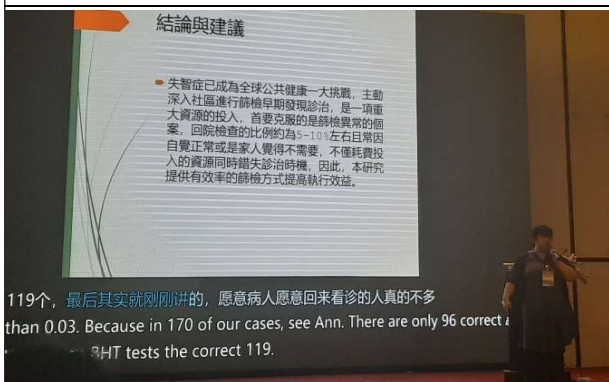 結論與建議
失智症已成為全球公共健康一大挑戰，主動
深入社區進行篩檢早期發現診治，是一項重
大資源的投入，首要克服的是篩檢異常的個
案，回院檢查的比例約為5-10%左右且常因
自覺正常或是家人覺得不需要，不僅耗費投
入的資源同時錯失診治時機，因此，本研究
提供有效率的篩檢方式提高執行效益。
119个，最后其实就刚刚讲的，愿意病人愿意回来看诊的人真的不多
than 0.03. Because in 170 of our cases, see Ann. There are only 96 correct
BHT tests the correct 119.